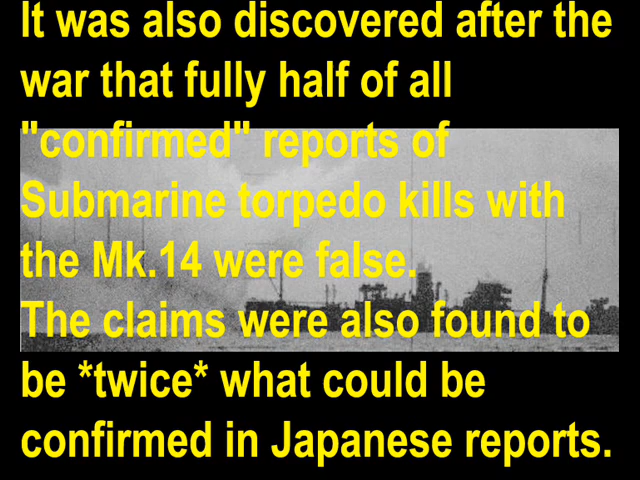 It was also discovered after the
war that fully half of all
"confirmed" reports of
Submarine torpedo kills with
the Mk.14 were false.
The claims were also found to
be *twice* what could be
confirmed in Japanese reports.